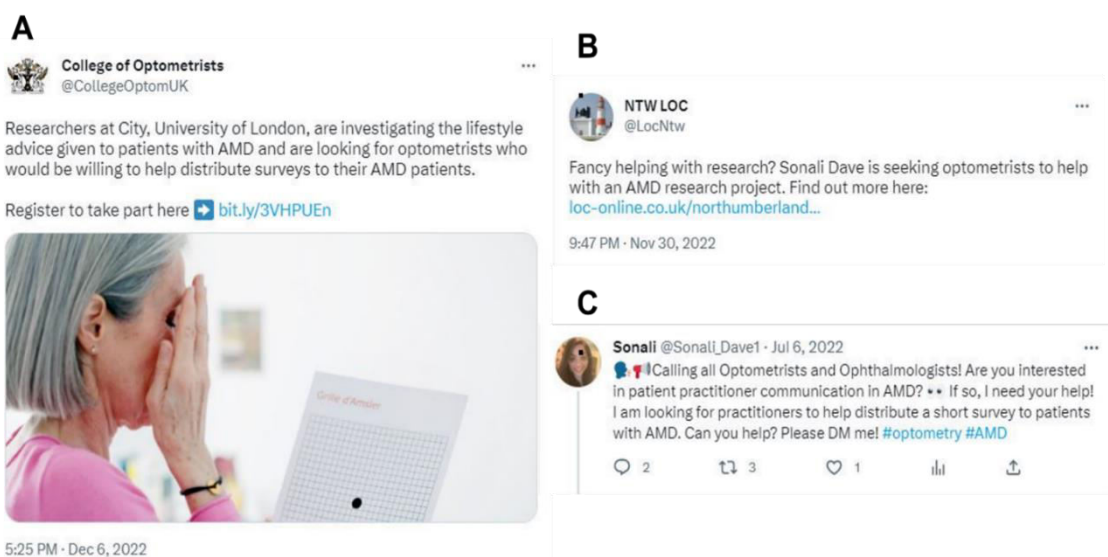 A
College of Optometrists
@CollegeOptomUK
Researchers at City, University of London, are investigating the lifestyle
advice given to patients with AMD and are looking for optometrists who
would be willing to help distribute surveys to their AMD patients.
Register to take part here ➡️ bit.ly/3VHPUEn
Grille d'Amsler
5:25 PM · Dec 6, 2022
B
NTW LOC
@LocNtw
Fancy helping with research? Sonali Dave is seeking optometrists to help
with an AMD research project. Find out more here:
loc-online.co.uk/northumberland...
9:47 PM · Nov 30, 2022
C
Sonali @Sonali_Dave1 · Jul 6, 2022
🗣️📢Calling all Optometrists and Ophthalmologists! Are you interested
in patient practitioner communication in AMD? 👀 If so, I need your help!
I am looking for practitioners to help distribute a short survey to patients
with AMD. Can you help? Please DM me! #optometry #AMD
2 3 1